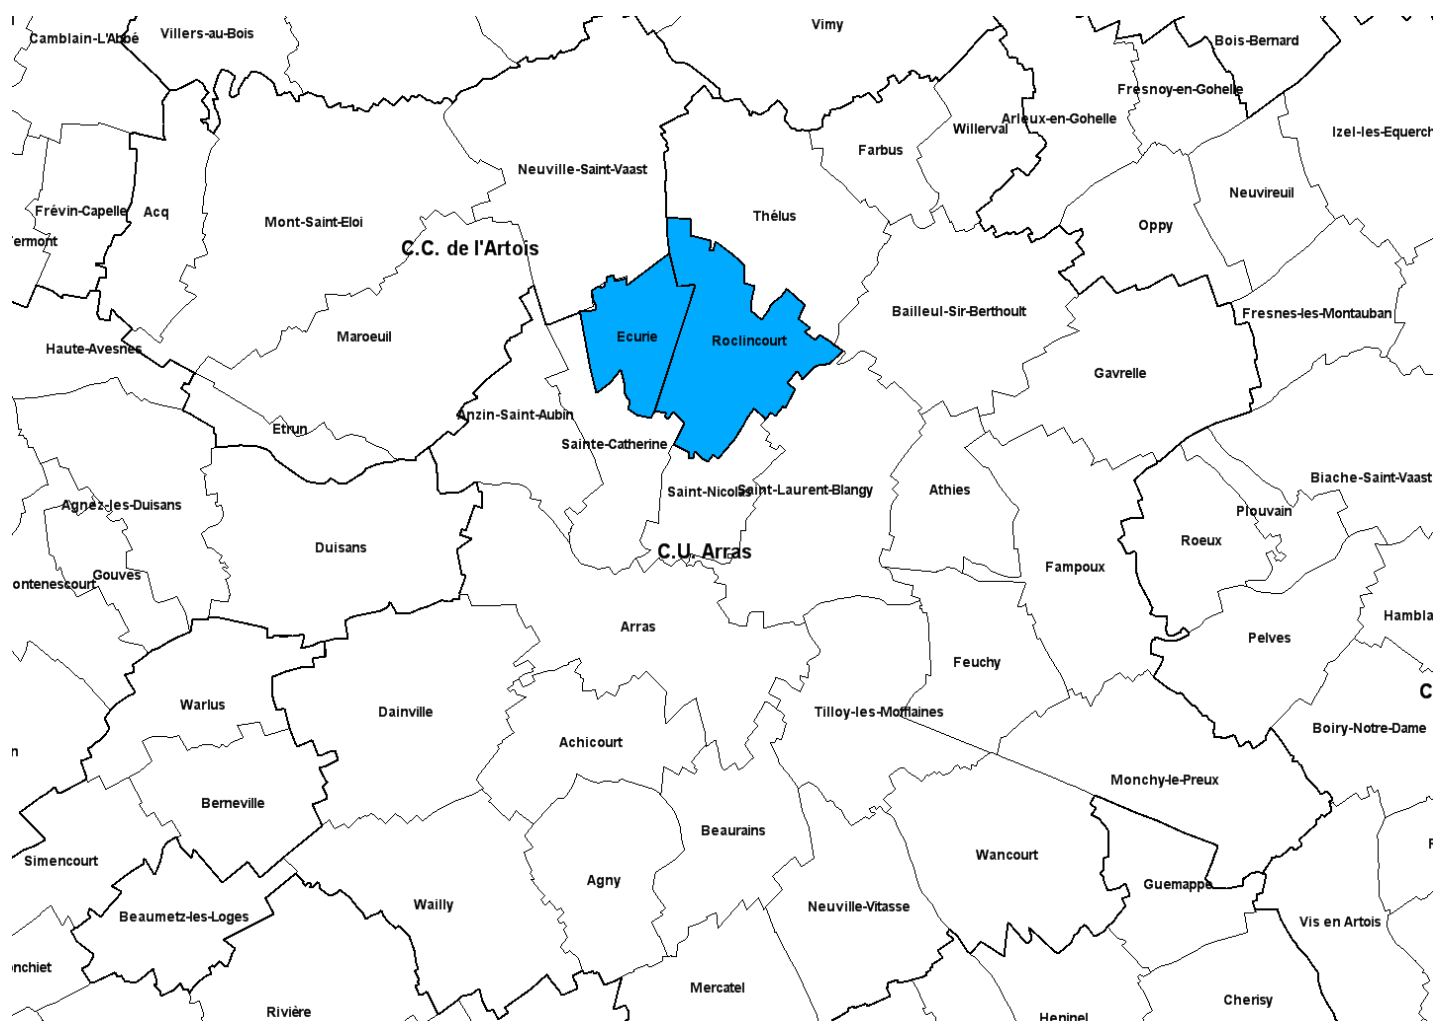 Vimy
Camblain-L'Abbé
Villers-au-Bois
Bois-Bernard
Fresnoy-en-Gohelle
Arleux-en-Gohelle
Willerval
Izel-les-Equerch
Farbus
Neuville-Saint-Vaast
Neuvireuil
Frévin-Capelle
Acq
Mont-Saint-Eloi
Thélus
Oppy
ermont
C.C. de l'Artois
Bailleul-Sir-Berthoult
Fresnes-les-Montauban
Haute-Avesnes
Maroeuil
Ecurie
Roclincourt
Gavrelle
Etrun
Anzin-Saint-Aubin
Sainte-Catherine
Biache-Saint-Vaast
Saint-Nicolas
Saint-Laurent-Blangy
Athies
Agnez-les-Duisans
Plouvain
Duisans
C.U. Arras
Roeux
ontenescourt
Gouves
Fampoux
Hambla
Arras
Pelves
Feuchy
Warlus
Dainville
Tilloy-les-Mofflaines
C
Boiry-Notre-Dame
n
Achicourt
Monchy-le-Preux
Berneville
Beaurains
Simencourt
Wancourt
F
Agny
Guemappe
Beaumetz-les-Loges
Wailly
Neuville-Vitasse
Vis en Artois
onchiet
Mercatel
Cherisy
Rivière
Heninel